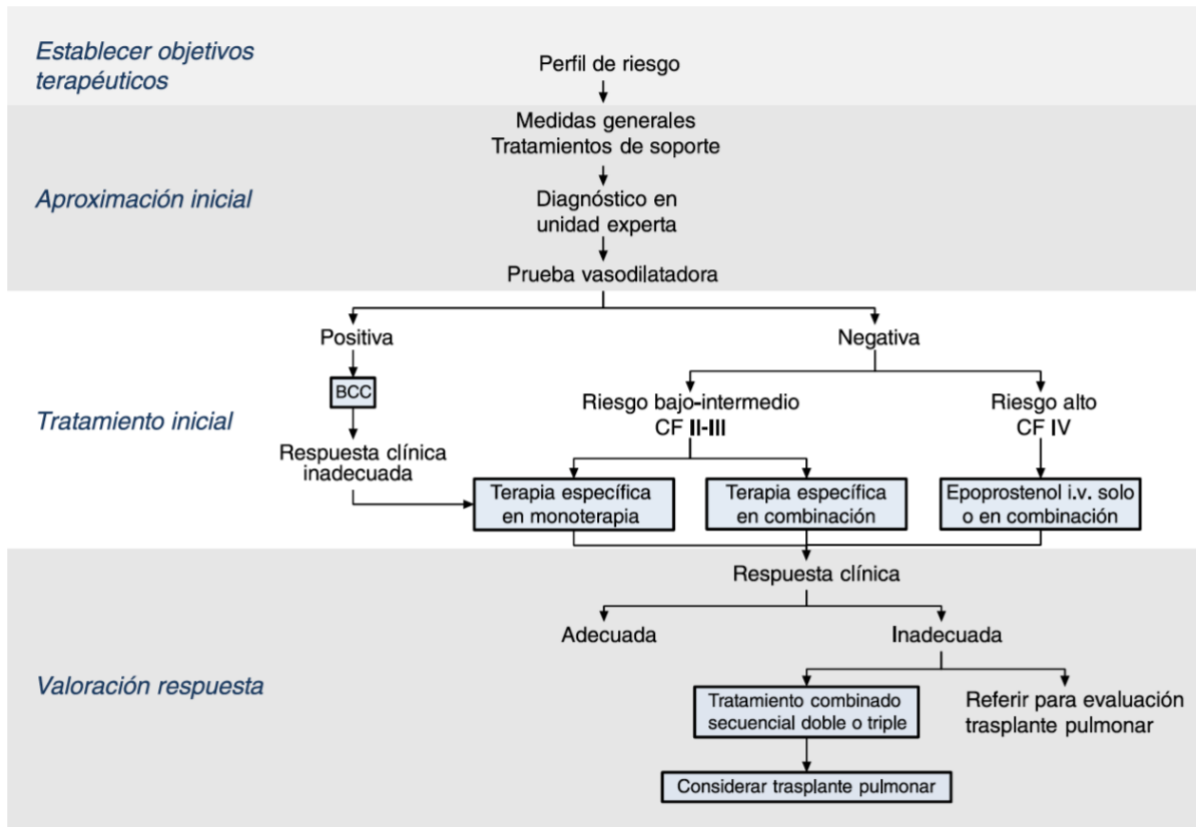 Establecer objetivos
terapéuticos
Perfil de riesgo
Medidas generales
Tratamientos de soporte
Aproximación inicial
Diagnóstico en
unidad experta
Prueba vasodilatadora
Positiva
Negativa
BCC
Tratamiento inicial
Riesgo bajo-intermedio
CF II-III
Riesgo alto
CF IV
Respuesta clínica
inadecuada
Terapia específica
en monoterapia
Terapia específica
en combinación
Epoprostenol i.v. solo
o en combinación
Respuesta clínica
Adecuada
Inadecuada
Valoración respuesta
Tratamiento combinado
secuencial doble o triple
Referir para evaluación
trasplante pulmonar
Considerar trasplante pulmonar